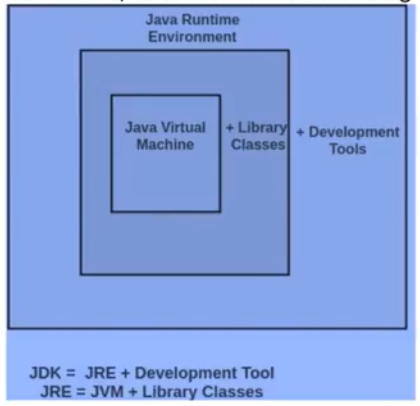 Java Runtime
Environment
Java Virtual
Machine
+ Library
Classes
+ Development
Tools
JDK = JRE + Development Tool
JRE = JVM + Library Classes